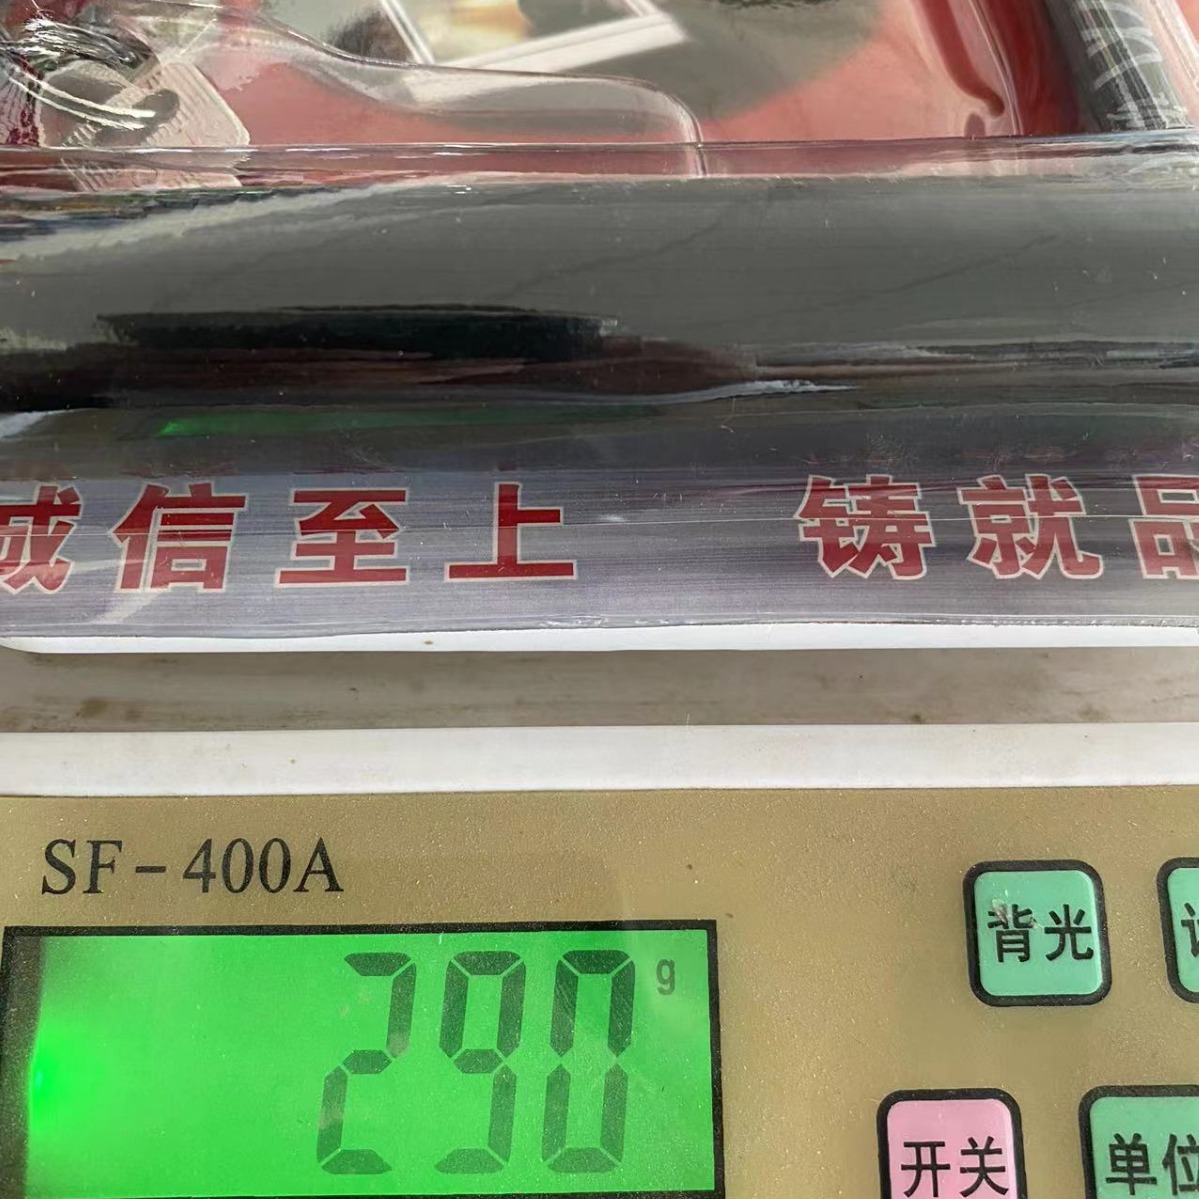 诚信至上 铸就品
SF-400A
背光
290 g
开关
单位